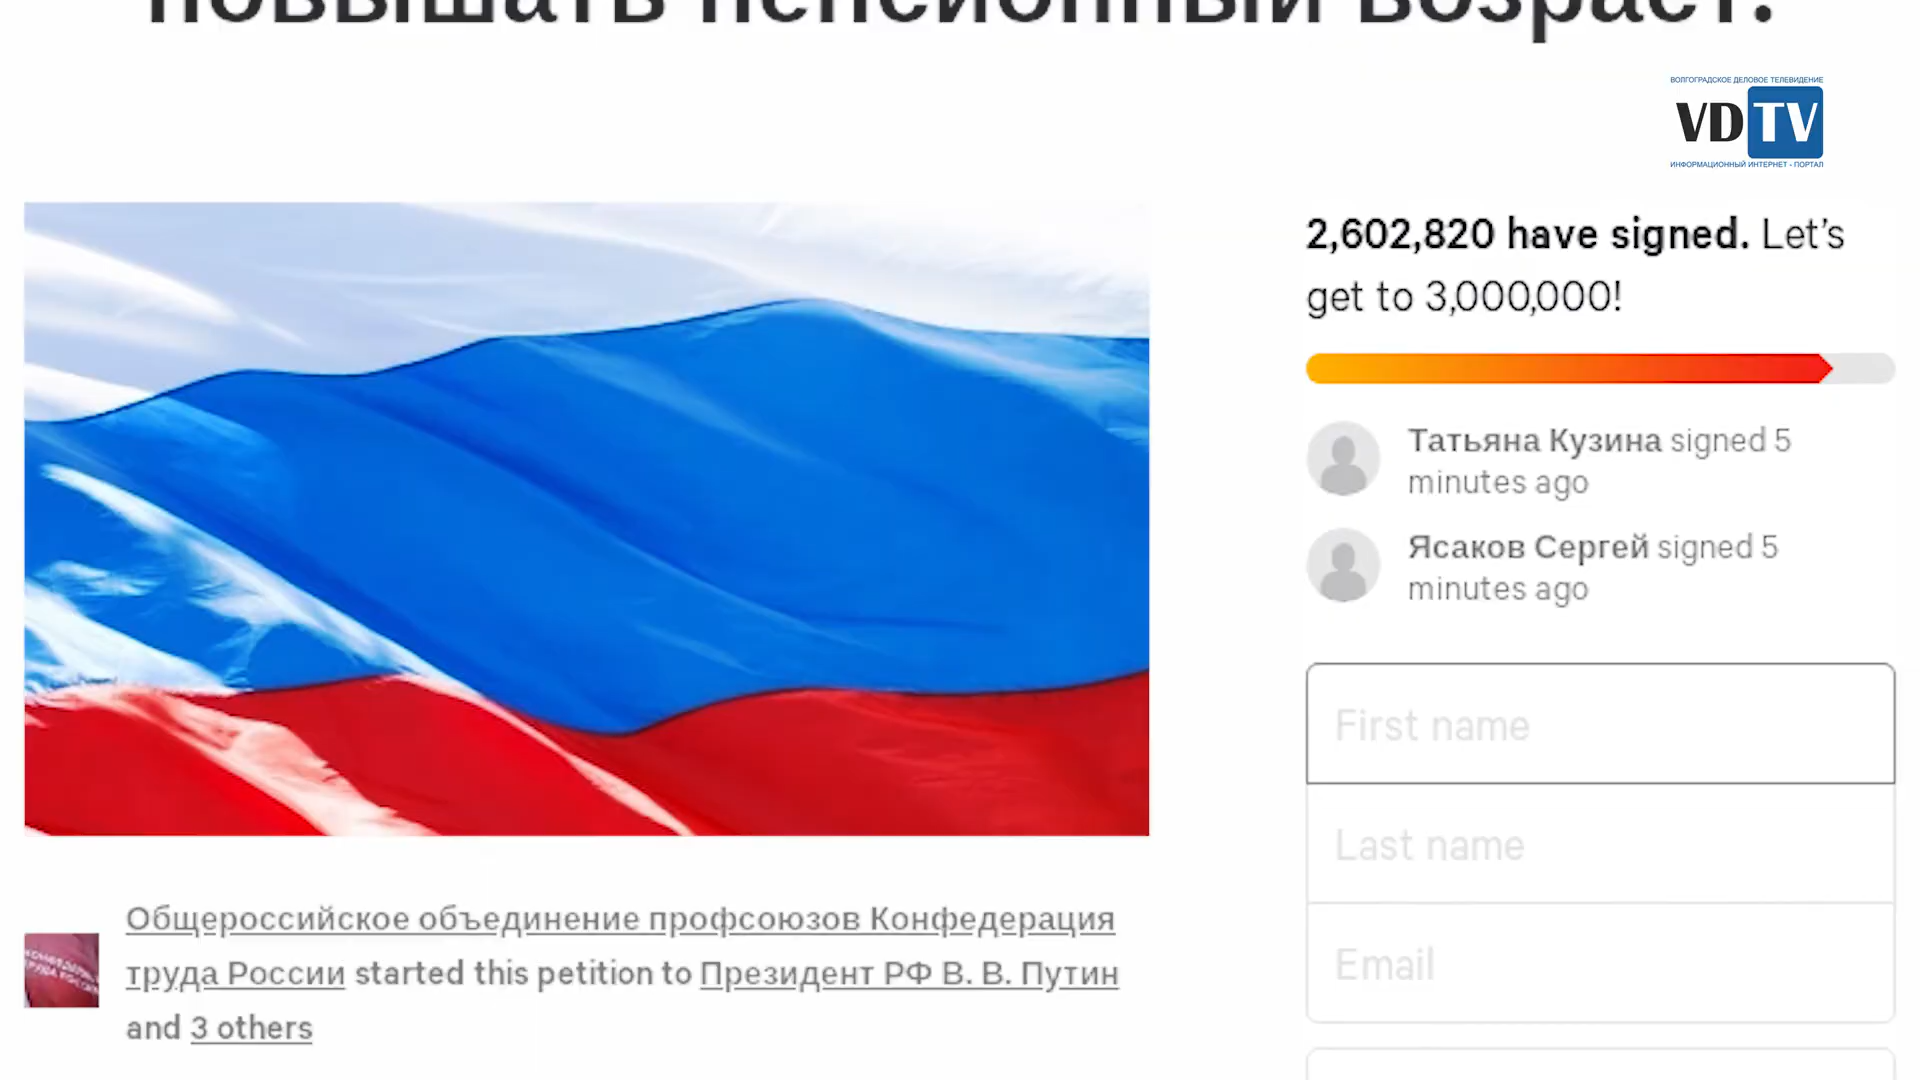 повышать пенсионный возраст!
ВОЛГОГРАДСКОЕ ДЕЛОВОЕ ТЕЛЕВИДЕНИЕ
VDTV
ИНФОРМАЦИОННЫЙ ИНТЕРНЕТ - ПОРТАЛ
2,602,820 have signed. Let’s
get to 3,000,000!
Татьяна Кузина signed 5
minutes ago
Ясаков Сергей signed 5
minutes ago
First name
Last name
Email
Общероссийское объединение профсоюзов Конфедерация
труда России started this petition to Президент РФ В. В. Путин
and 3 others